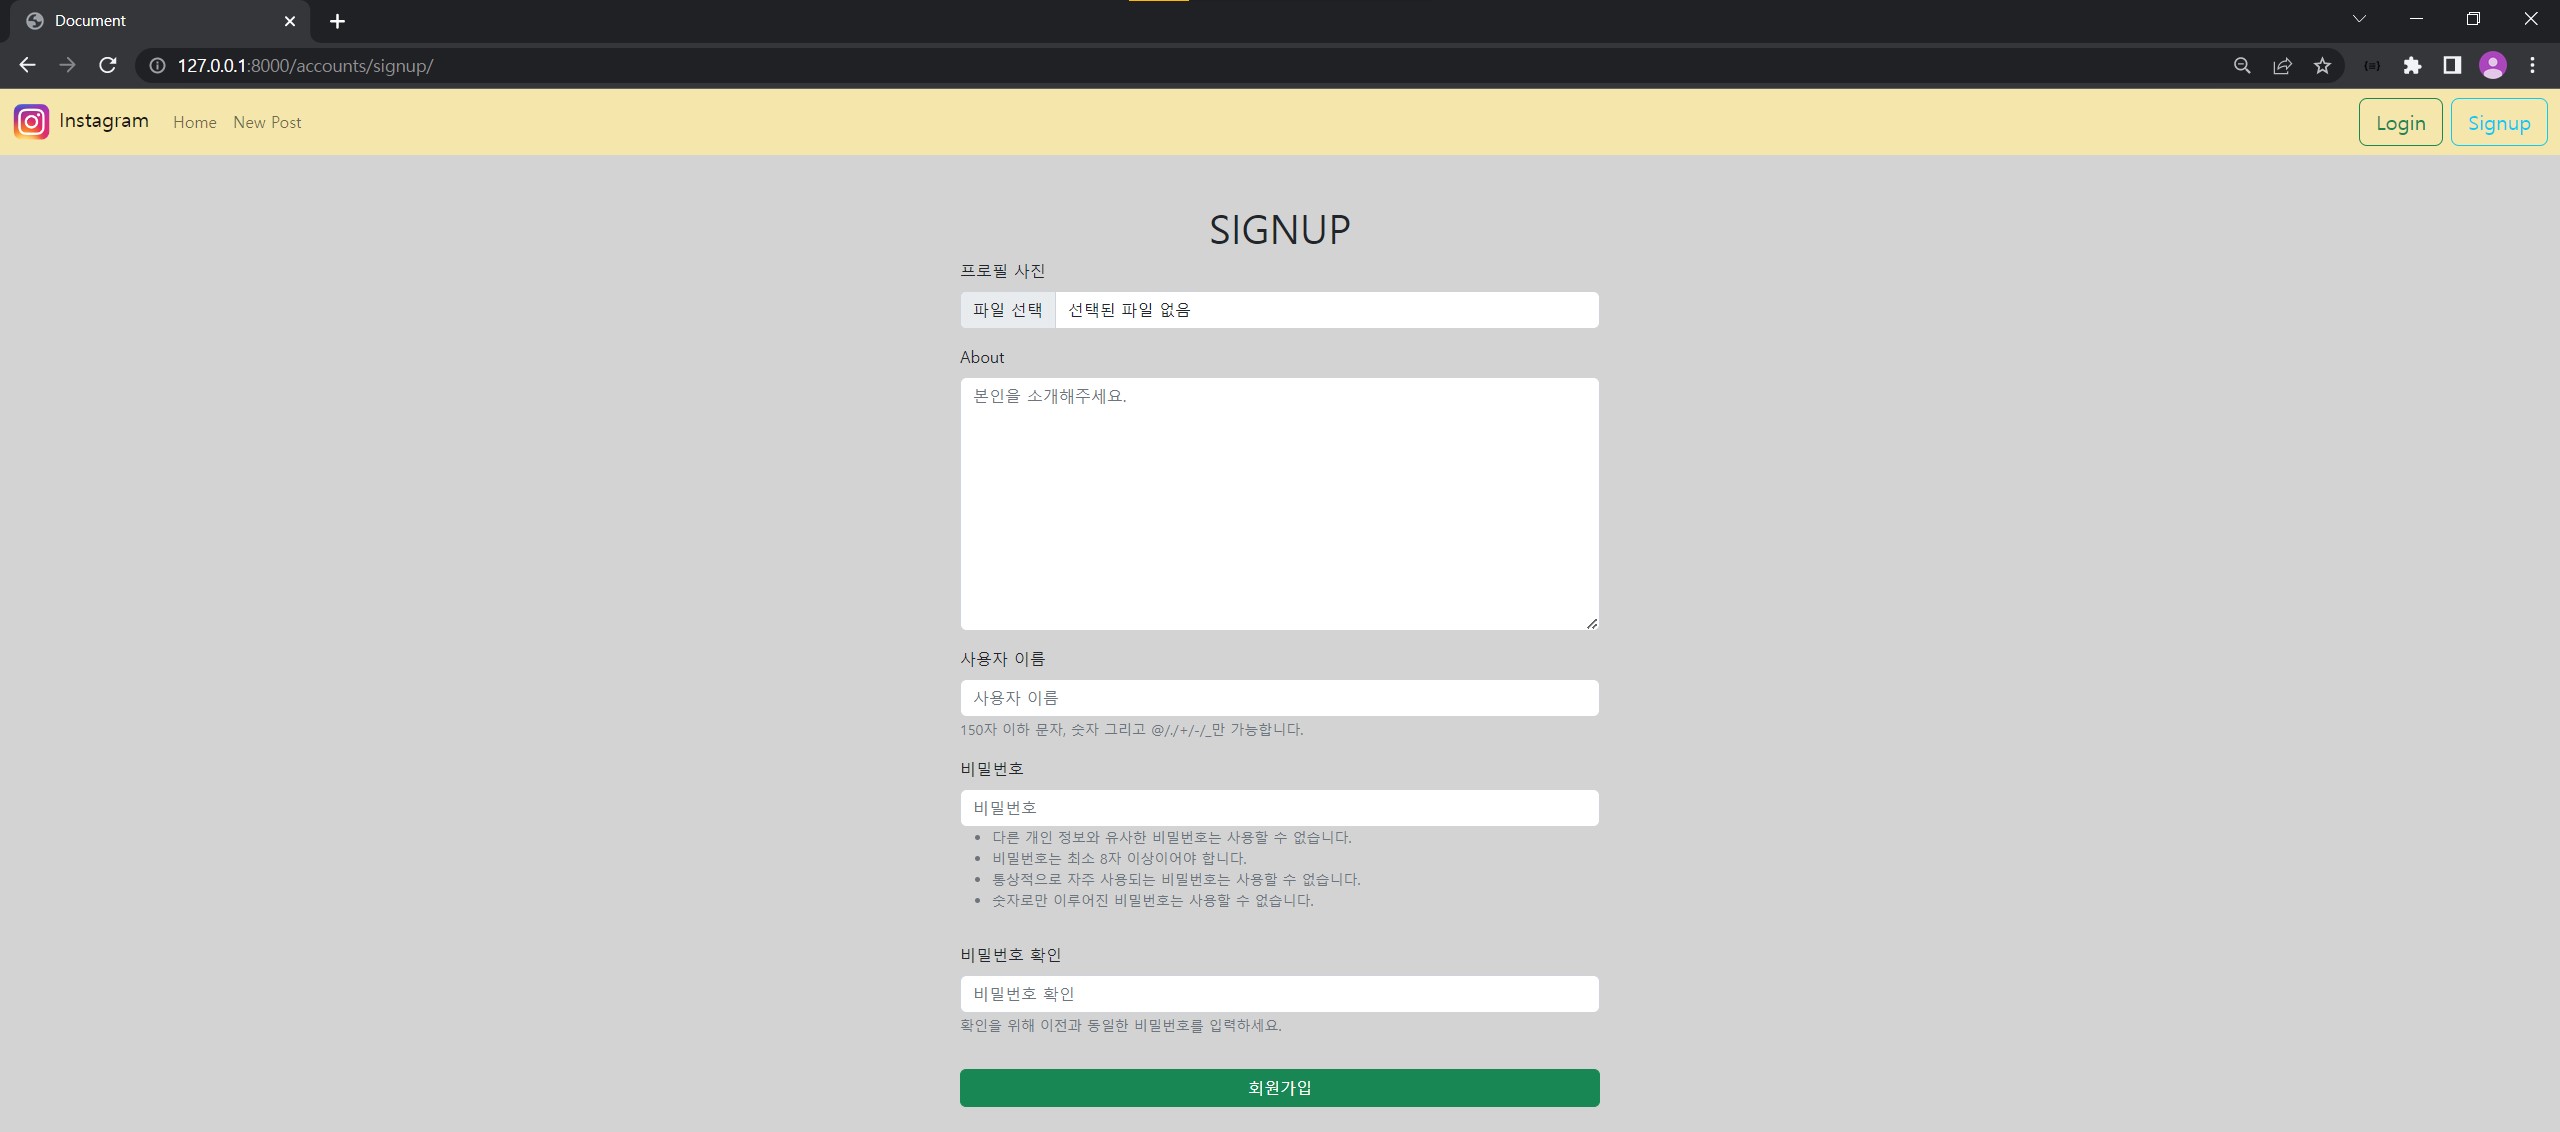 Document
127.0.0.1:8000/accounts/signup/
Instagram Home New Post Login Signup
SIGNUP
프로필 사진
파일 선택 선택된 파일 없음
About
본인을 소개해주세요.
사용자 이름
사용자 이름
150자 이하 문자, 숫자 그리고 @/./+/-/_만 가능합니다.
비밀번호
비밀번호
다른 개인 정보와 유사한 비밀번호는 사용할 수 없습니다.
비밀번호는 최소 8자 이상이어야 합니다.
통상적으로 자주 사용되는 비밀번호는 사용할 수 없습니다.
숫자로만 이루어진 비밀번호는 사용할 수 없습니다.
비밀번호 확인
비밀번호 확인
확인을 위해 이전과 동일한 비밀번호를 입력하세요.
회원가입